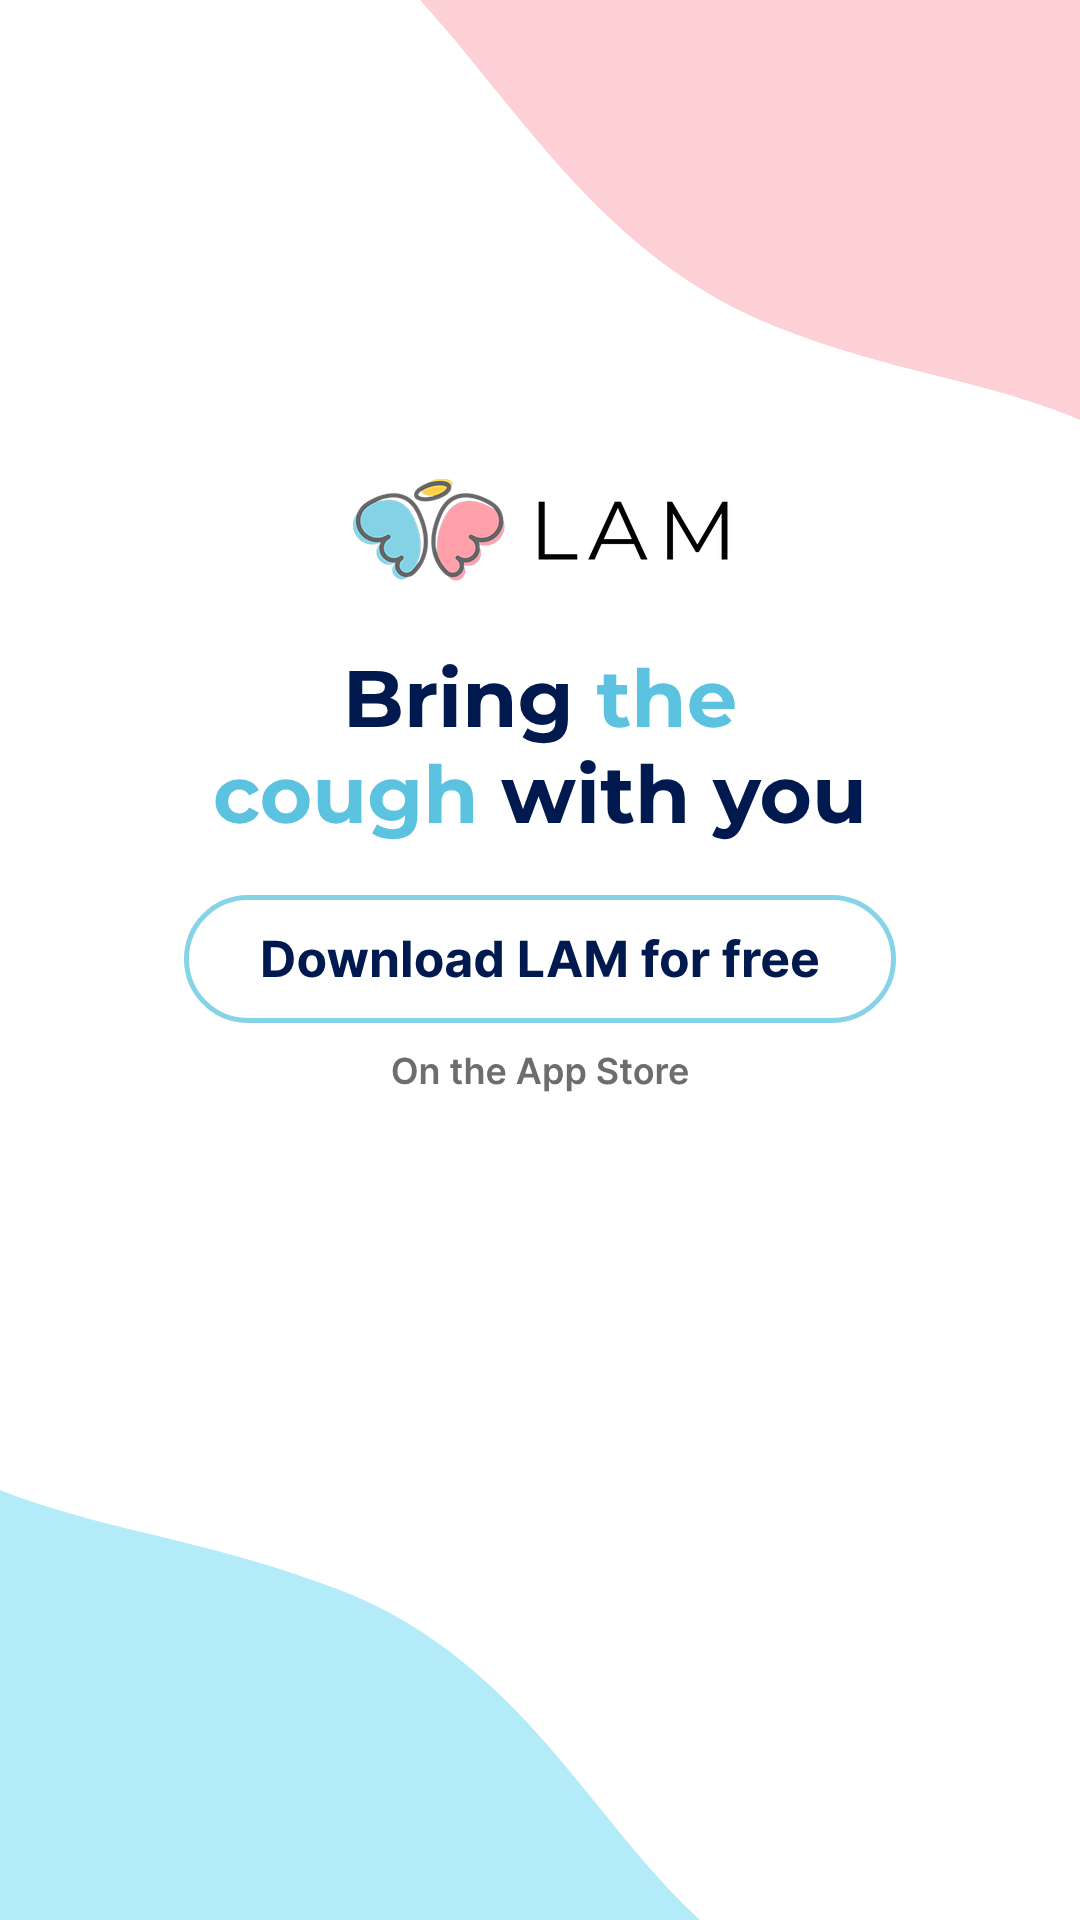 LAM
Bring the
cough with you
Download LAM for free
On the App Store